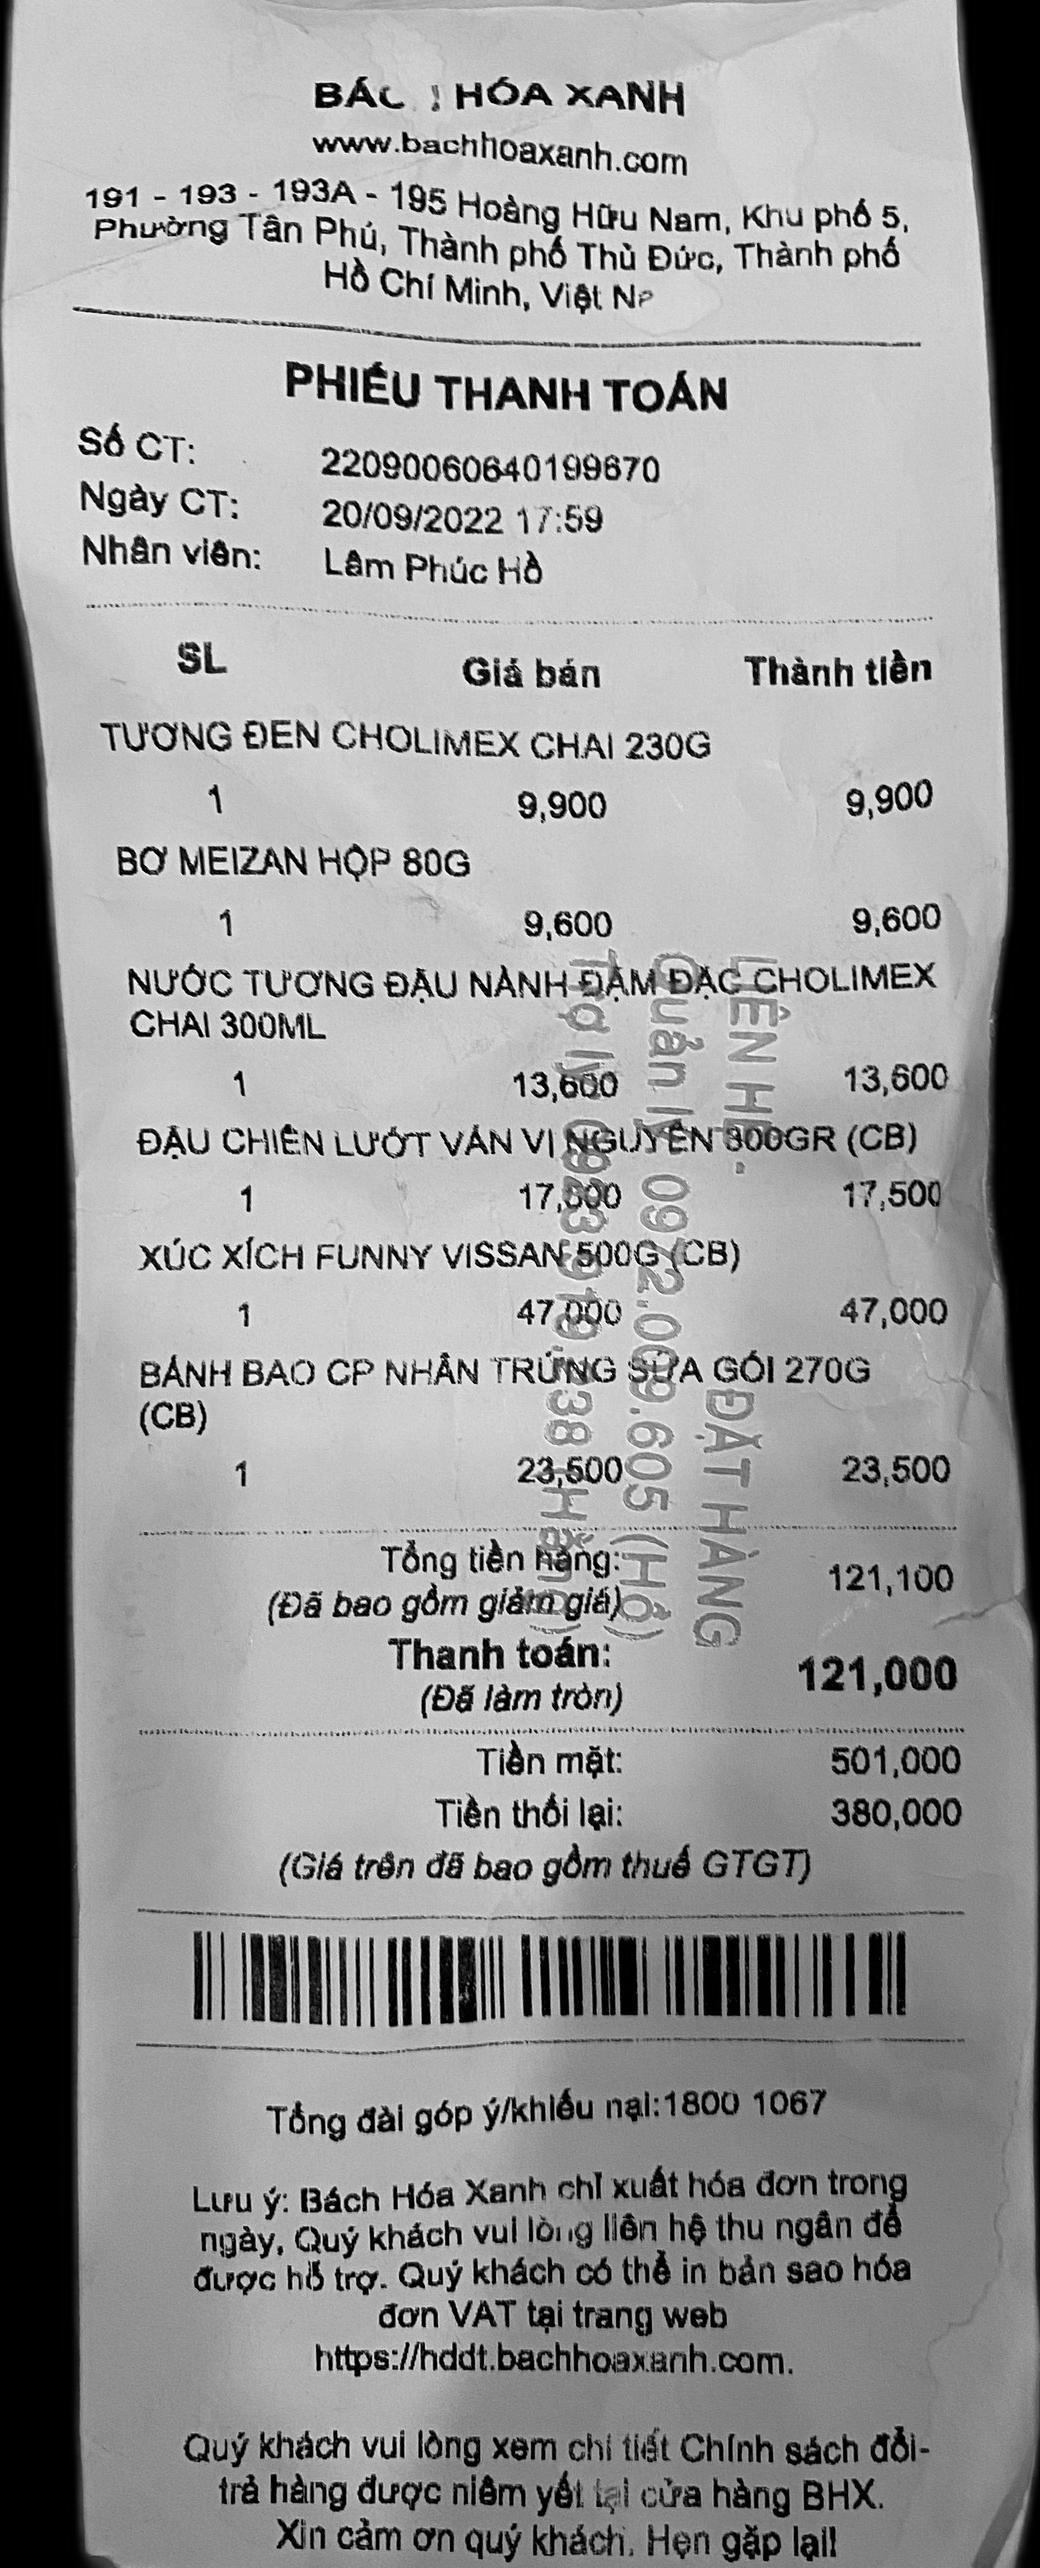 BÁCH HÓA XANH
www.bachhoaxanh.com
191 - 193 - 193A - 195 Hoàng Hữu Nam, Khu phố 5,
Phường Tân Phú, Thành phố Thủ Đức, Thành phố
Hồ Chí Minh, Việt Na
PHIẾU THANH TOÁN
Số CT: 22090060640199670
Ngày CT: 20/09/2022 17:59
Nhân viên: Lâm Phúc Hồ
SL Giá bán Thành tiền
TƯƠNG ĐEN CHOLIMEX CHAI 230G
1 9,900 9,900
BƠ MEIZAN HỘP 80G
1 9,600 9,600
NƯỚC TƯƠNG ĐẬU NÀNH ĐẬM ĐẶC CHOLIMEX
CHAI 300ML
1 13,600 13,600
ĐẬU CHIÊN LƯỚT VÁN VỊ NGUYÊN 300GR (CB)
1 17,500 17,500
XÚC XÍCH FUNNY VISSAN 500G (CB)
1 47,000 47,000
BÁNH BAO CP NHÂN TRỨNG SỮA GÓI 270G
(CB)
1 23,500 23,500
Tổng tiền hàng: 121,100
(Đã bao gồm giảm giá)
Thanh toán: 121,000
(Đã làm tròn)
Tiền mặt: 501,000
Tiền thối lại: 380,000
(Giá trên đã bao gồm thuế GTGT)
LIÊN HỆ ĐẶT HÀNG
Quản lý 0972.009.605 (Hồ)
Trợ lý
Tổng đài góp ý/khiếu nại:1800 1067
Lưu ý: Bách Hóa Xanh chỉ xuất hóa đơn trong
ngày, Quý khách vui lòng liên hệ thu ngân để
được hỗ trợ. Quý khách có thể in bản sao hóa
đơn VAT tại trang web
https://hddt.bachhoaxanh.com.
Quý khách vui lòng xem chi tiết Chính sách đổi-
trả hàng được niêm yết tại cửa hàng BHX.
Xin cảm ơn quý khách. Hẹn gặp lại!